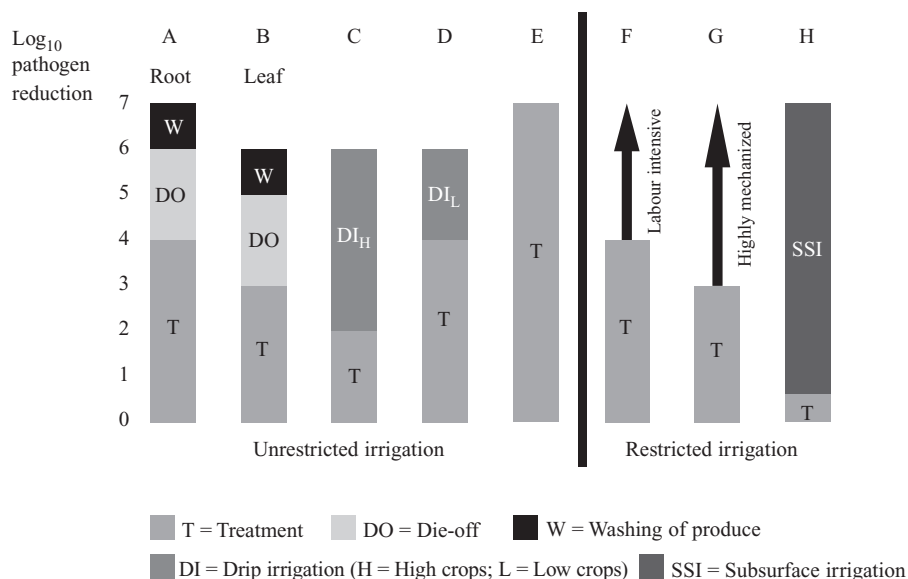 Log10 pathogen reduction
A B C D E F G H
Root Leaf
7
6
5
4
3
2
1
0
W
DO
T
W
DO
T
DIH
T
DIL
T
T
Labour intensive
T
Highly mechanized
T
SSI
T
Unrestricted irrigation Restricted irrigation
T = Treatment DO = Die-off W = Washing of produce
DI = Drip irrigation (H = High crops; L = Low crops) SSI = Subsurface irrigation